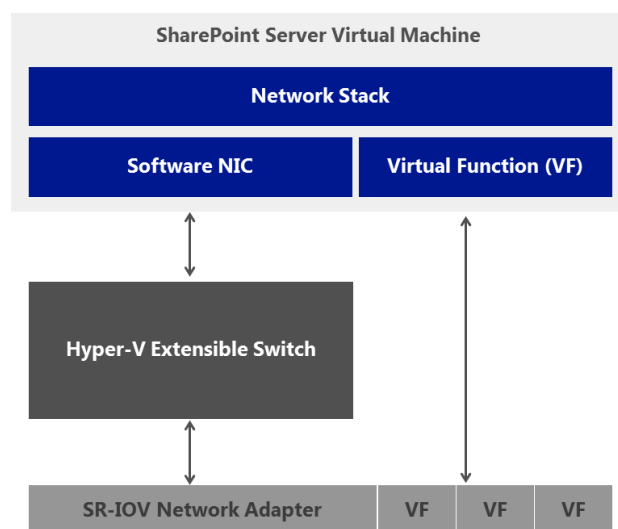 SharePoint Server Virtual Machine
Network Stack
Software NIC
Virtual Function (VF)
Hyper-V Extensible Switch
SR-IOV Network Adapter
VF
VF
VF